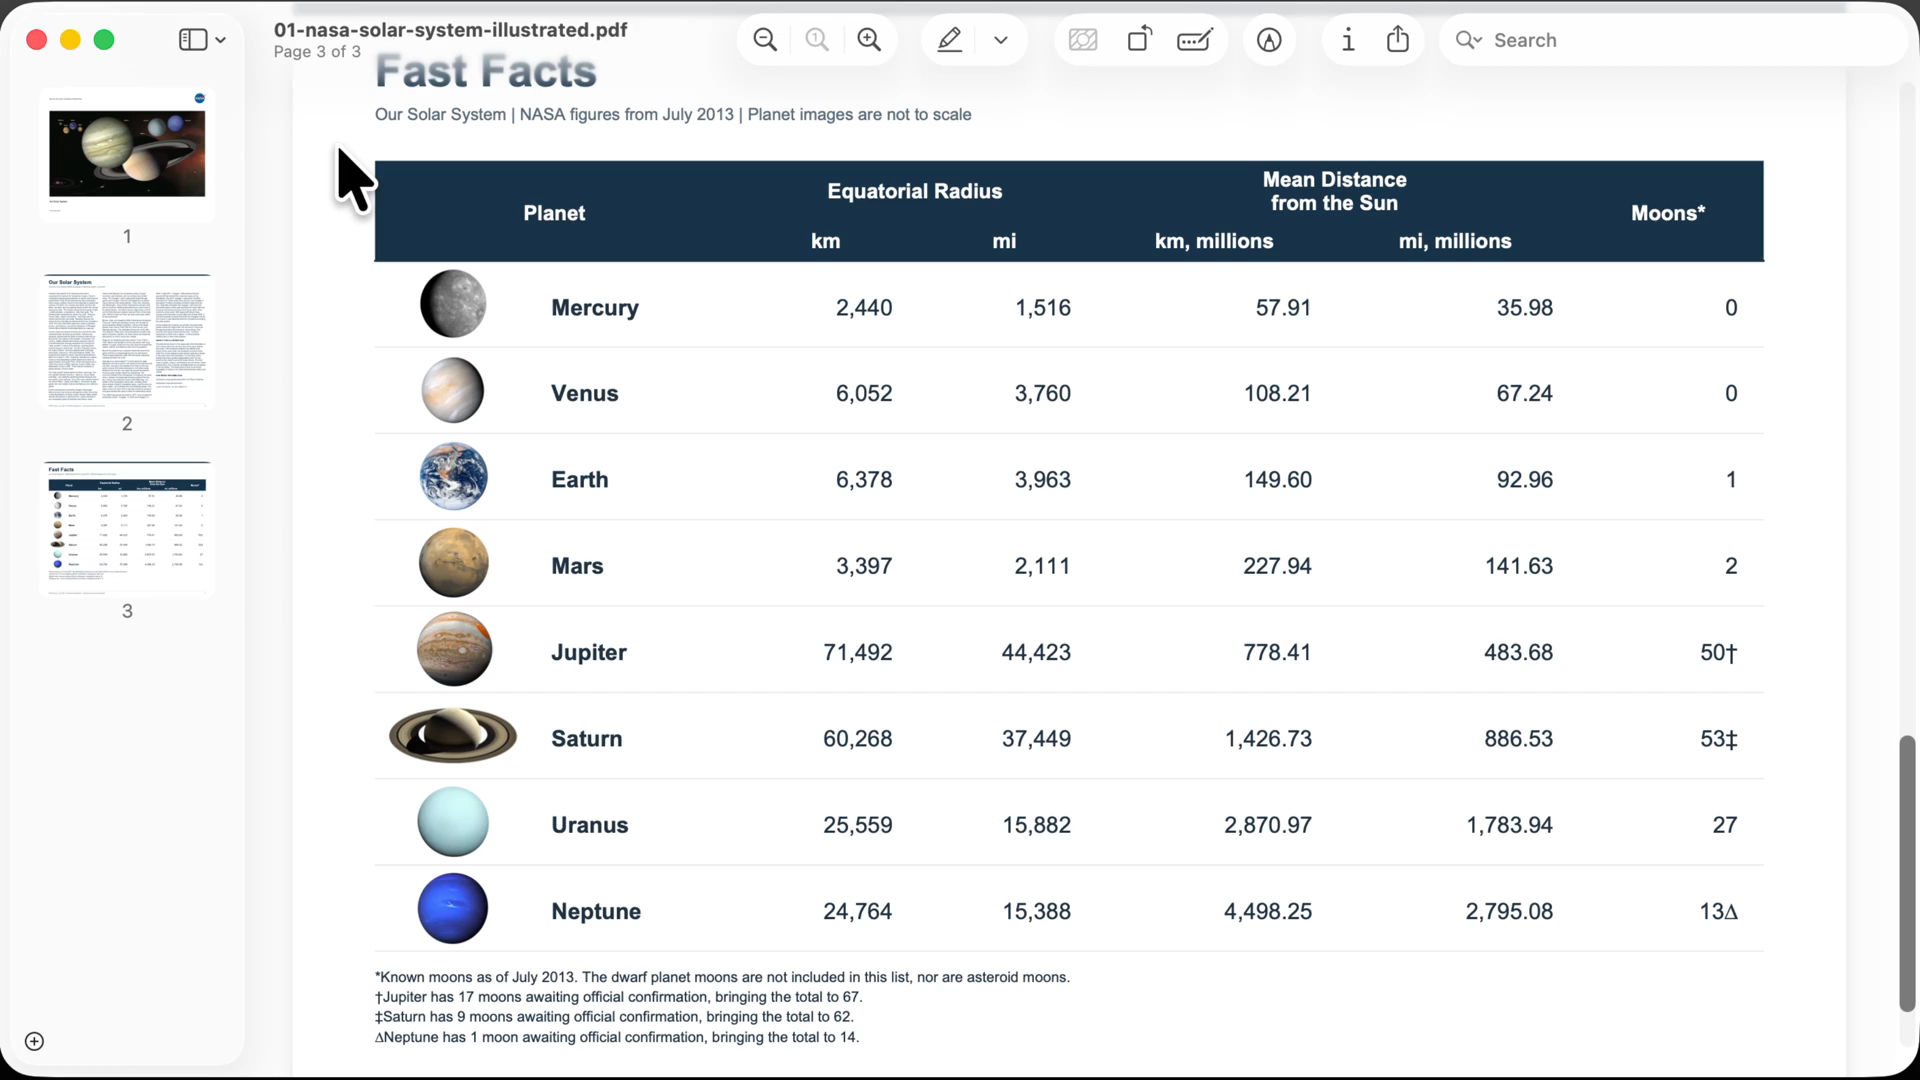 01-nasa-solar-system-illustrated.pdf
Page 3 of 3
Search
1
2
3
Our Solar System
Fast Facts
Fast Facts
Our Solar System | NASA figures from July 2013 | Planet images are not to scale
Planet
Equatorial Radius
Mean Distance
from the Sun
Moons*
km mi km, millions mi, millions
Mercury 2,440 1,516 57.91 35.98 0
Venus 6,052 3,760 108.21 67.24 0
Earth 6,378 3,963 149.60 92.96 1
Mars 3,397 2,111 227.94 141.63 2
Jupiter 71,492 44,423 778.41 483.68 50†
Saturn 60,268 37,449 1,426.73 886.53 53‡
Uranus 25,559 15,882 2,870.97 1,783.94 27
Neptune 24,764 15,388 4,498.25 2,795.08 13∆
*Known moons as of July 2013. The dwarf planet moons are not included in this list, nor are asteroid moons.
†Jupiter has 17 moons awaiting official confirmation, bringing the total to 67.
‡Saturn has 9 moons awaiting official confirmation, bringing the total to 62.
∆Neptune has 1 moon awaiting official confirmation, bringing the total to 14.